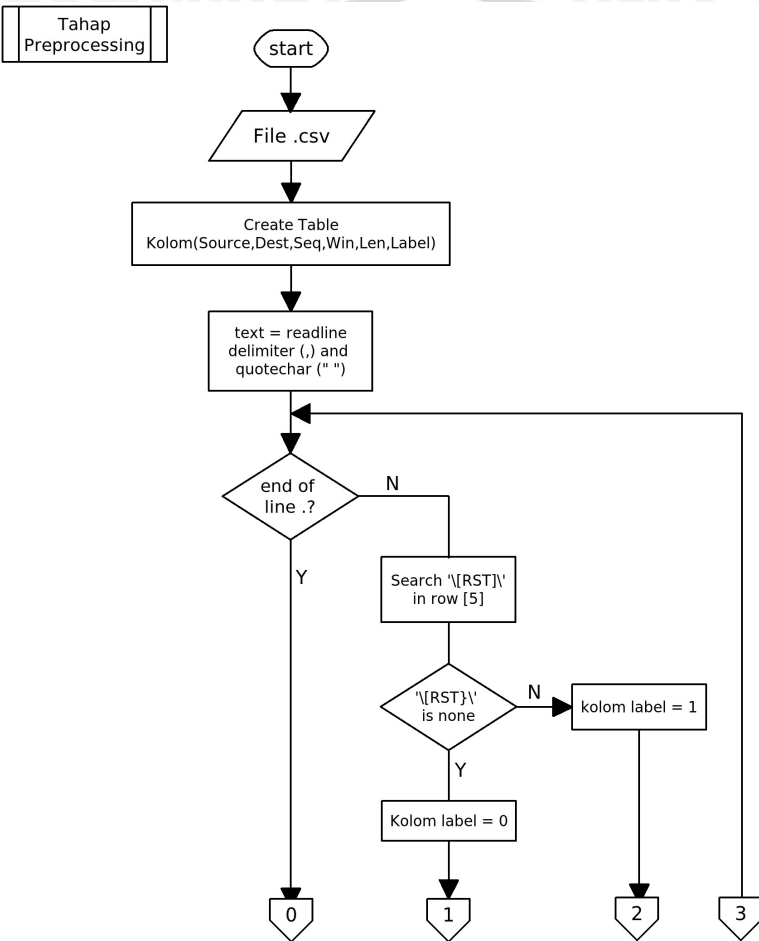 Tahap
Preprocessing
start
File .csv
Create Table
Kolom(Source,Dest,Seq,Win,Len,Label)
text = readline
delimiter (,) and
quotechar (" ")
end of
line .?
N
Y
Search '\[RST]\'
in row [5]
'\[RST}\'
is none
N
kolom label = 1
Y
Kolom label = 0
0
1
2
3